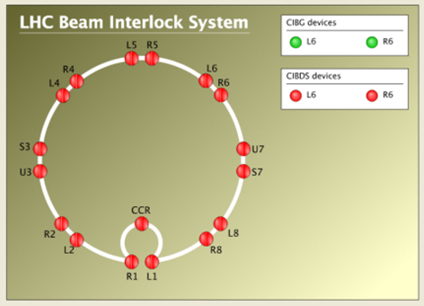 LHC Beam Interlock System
CIBG devices
L6 R6
CIBDS devices
L6 R6
L5 R5
R4 L6
L4 R6
S3 U7
U3 S7
CCR
R2 L8
L2 R8
R1 L1